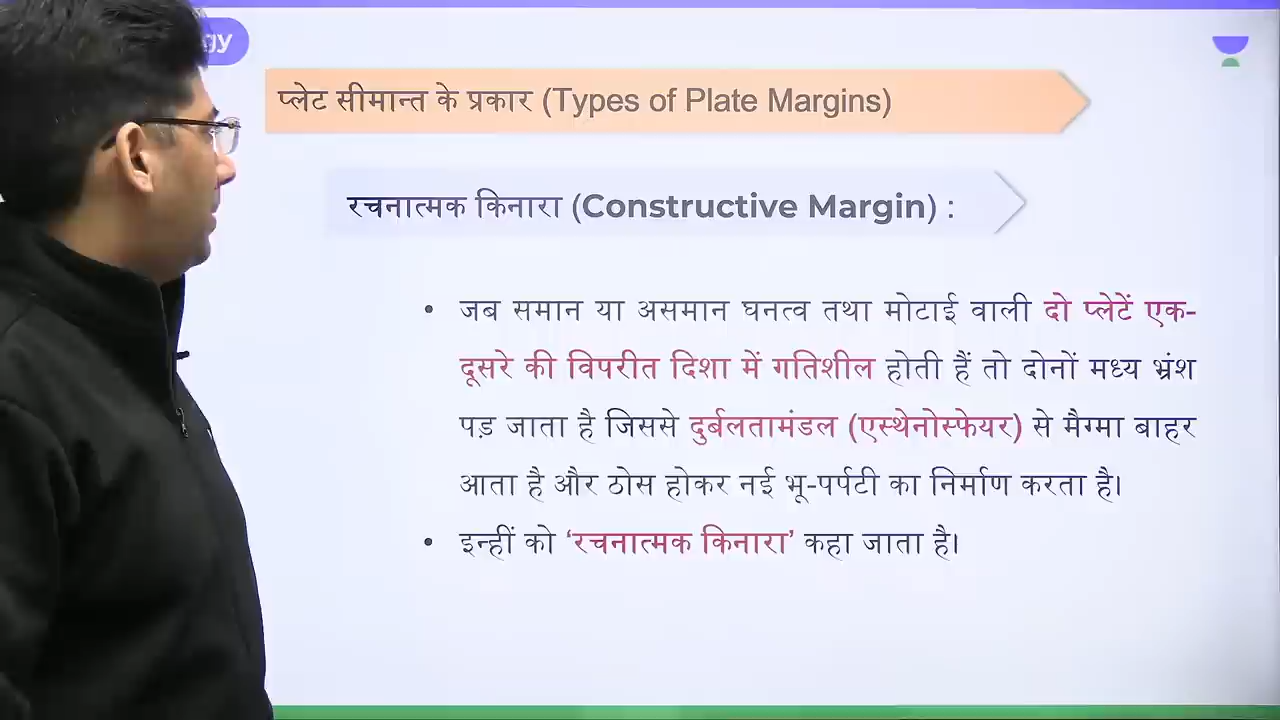 gy
प्लेट सीमान्त के प्रकार (Types of Plate Margins)
रचनात्मक किनारा (Constructive Margin) :
• जब समान या असमान घनत्व तथा मोटाई वाली दो प्लेटें एक-
दूसरे की विपरीत दिशा में गतिशील होती हैं तो दोनों मध्य भ्रंश
पड़ जाता है जिससे दुर्बलतामंडल (एस्थेनोस्फेयर) से मैग्मा बाहर
आता है और ठोस होकर नई भू-पर्पटी का निर्माण करता है।
• इन्हीं को ‘रचनात्मक किनारा’ कहा जाता है।